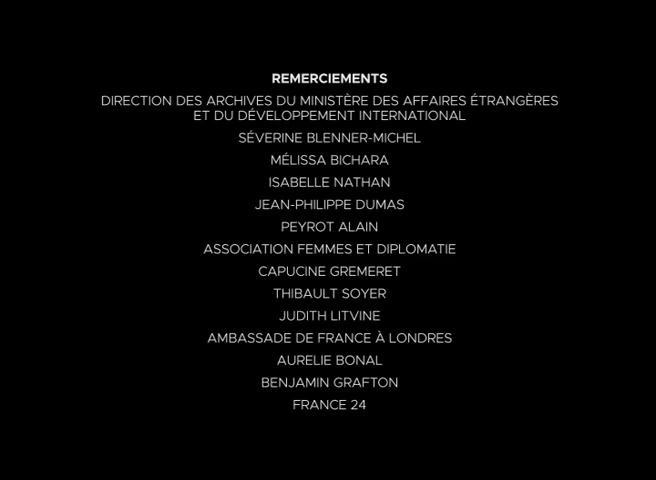 REMERCIEMENTS
DIRECTION DES ARCHIVES DU MINISTÈRE DES AFFAIRES ÉTRANGÈRES
ET DU DÉVELOPPEMENT INTERNATIONAL
SÉVERINE BLENNER-MICHEL
MÉLISSA BICHARA
ISABELLE NATHAN
JEAN-PHILIPPE DUMAS
PEYROT ALAIN
ASSOCIATION FEMMES ET DIPLOMATIE
CAPUCINE GREMERET
THIBAULT SOYER
JUDITH LITVINE
AMBASSADE DE FRANCE À LONDRES
AURELIE BONAL
BENJAMIN GRAFTON
FRANCE 24